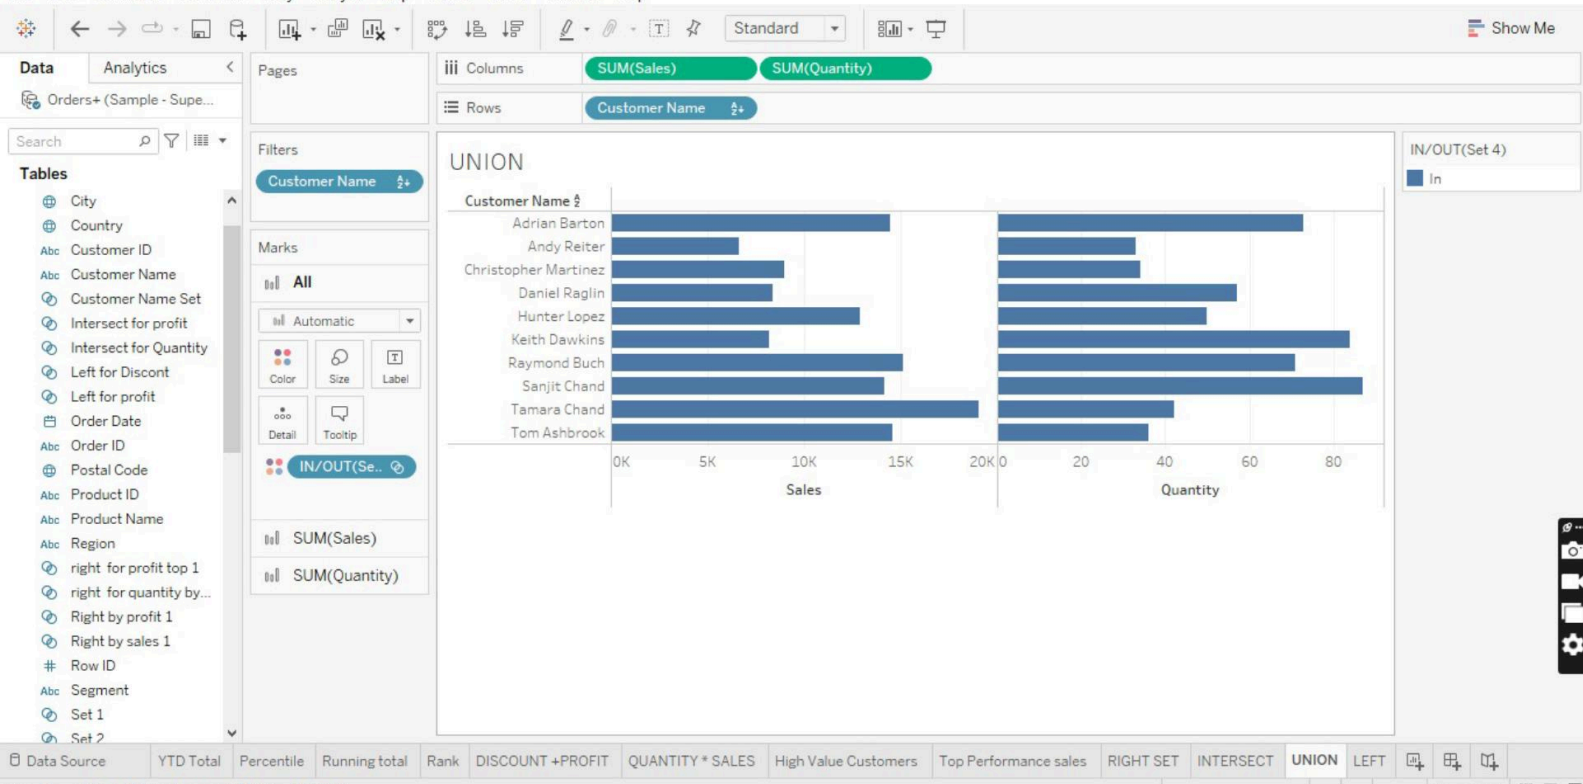 Standard
Show Me
Data
Analytics
Orders+ (Sample - Supe...
Search
Tables
City
Country
Abc Customer ID
Abc Customer Name
Customer Name Set
Intersect for profit
Intersect for Quantity
Left for Discont
Left for profit
Order Date
Abc Order ID
Postal Code
Abc Product ID
Abc Product Name
Abc Region
right for profit top 1
right for quantity by...
Right by profit 1
Right by sales 1
# Row ID
Abc Segment
Set 1
Set 2
Pages
Filters
Customer Name
Marks
All
Automatic
Color Size Label
Detail Tooltip
IN/OUT(Se..
SUM(Sales)
SUM(Quantity)
Columns SUM(Sales) SUM(Quantity)
Rows Customer Name
UNION
Customer Name
Adrian Barton
Andy Reiter
Christopher Martinez
Daniel Raglin
Hunter Lopez
Keith Dawkins
Raymond Buch
Sanjit Chand
Tamara Chand
Tom Ashbrook
0K 5K 10K 15K 20K 0 20 40 60 80
Sales Quantity
IN/OUT(Set 4)
In
Data Source YTD Total Percentile Running total Rank DISCOUNT +PROFIT QUANTITY * SALES High Value Customers Top Performance sales RIGHT SET INTERSECT UNION LEFT